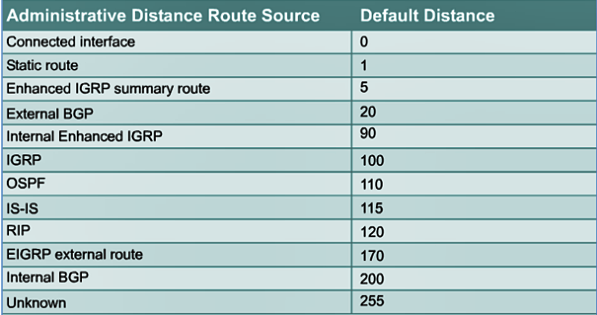 Administrative Distance Route Source Default Distance
Connected interface 0
Static route 1
Enhanced IGRP summary route 5
External BGP 20
Internal Enhanced IGRP 90
IGRP 100
OSPF 110
IS-IS 115
RIP 120
EIGRP external route 170
Internal BGP 200
Unknown 255